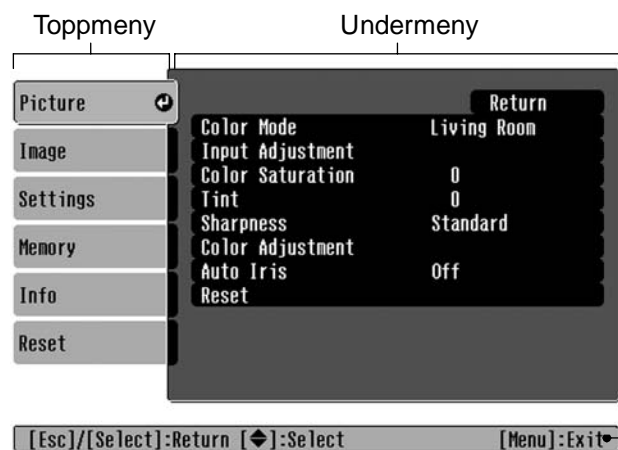 Toppmeny
Undermeny
Picture
Image
Settings
Memory
Info
Reset
Return
Color Mode Living Room
Input Adjustment
Color Saturation 0
Tint 0
Sharpness Standard
Color Adjustment
Auto Iris Off
Reset
[Esc]/[Select]:Return [◆]:Select [Menu]:Exit